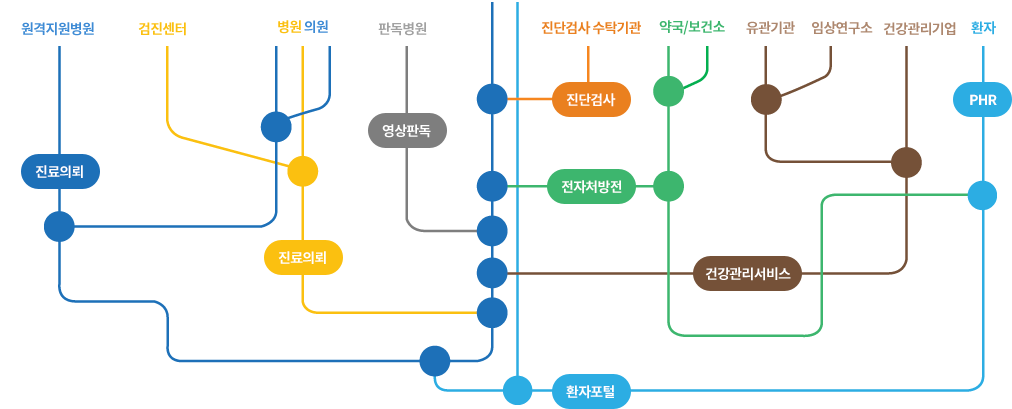 원격지원병원
검진센터
병원 의원
판독병원
진단검사 수탁기관
약국/보건소
유관기관
임상연구소
건강관리기업
환자
진단검사
PHR
영상판독
진료의뢰
전자처방전
진료의뢰
건강관리서비스
환자포털